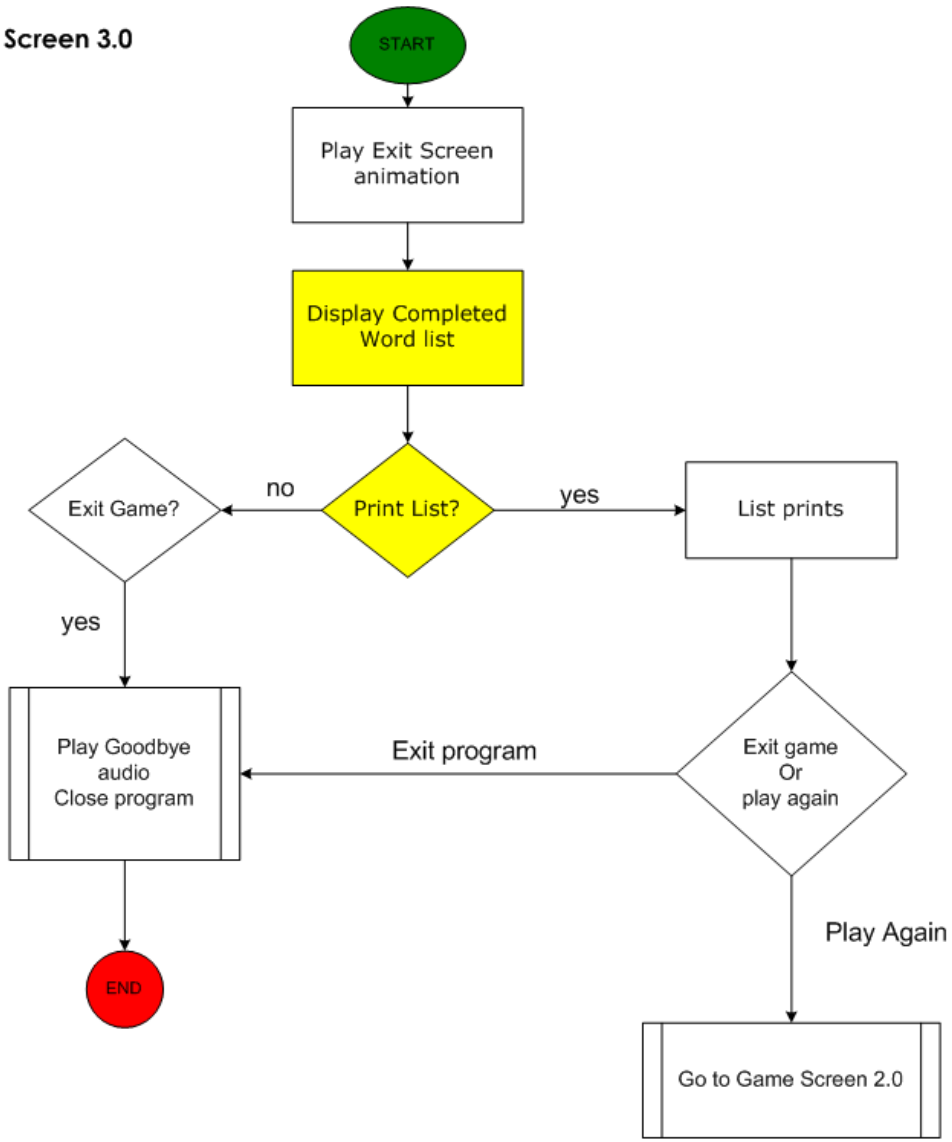 Screen 3.0
START
Play Exit Screen
animation
Display Completed
Word list
Exit Game?
no
Print List?
yes
List prints
yes
Play Goodbye
audio
Close program
Exit program
Exit game
Or
play again
Play Again
END
Go to Game Screen 2.0